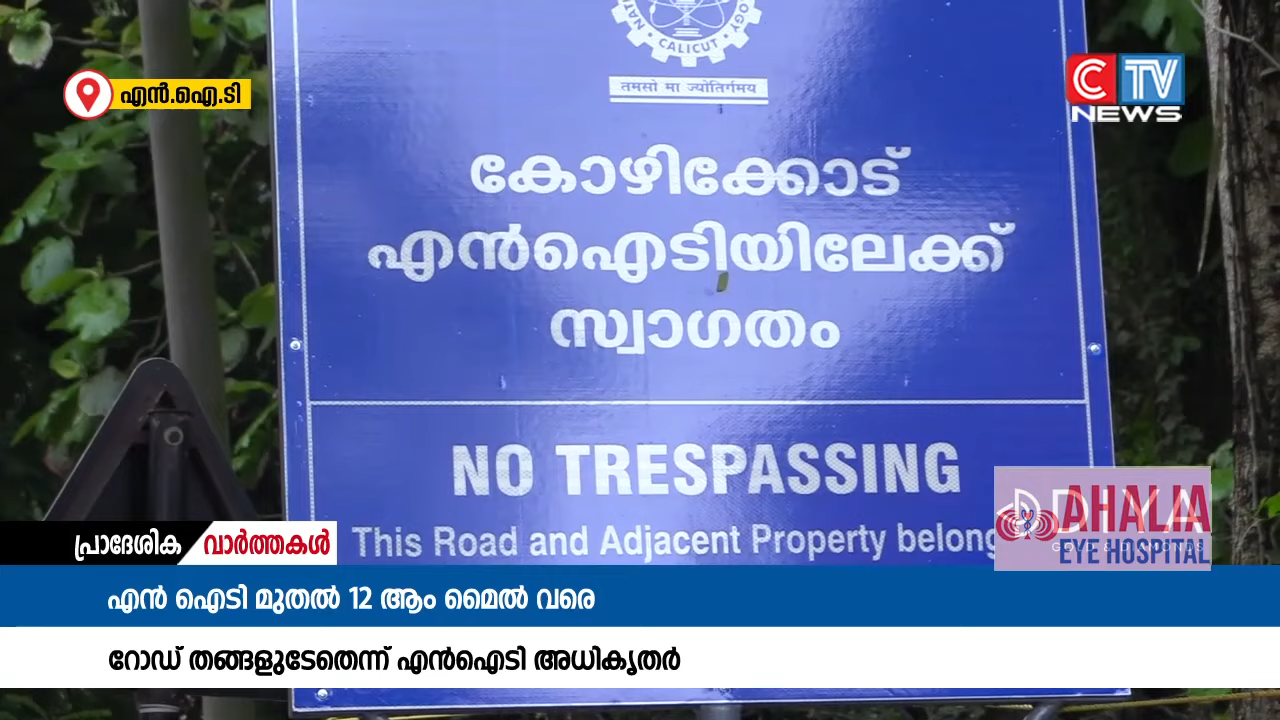 CALICUT
तमसो मा ज्योतिर्गमय
എൻ.ഐ.ടി
C TV
NEWS
കോഴിക്കോട്
എൻഐടിയിലേക്ക്
സ്വാഗതം
NO TRESPASSING
This Road and Adjacent Property belong
AHALIA
EYE HOSPITAL
പ്രാദേശിക വാർത്തകൾ
എൻ ഐടി മുതൽ 12 ആം മൈൽ വരെ
റോഡ് തങ്ങളുടേതെന്ന് എൻഐടി അധികൃതർ